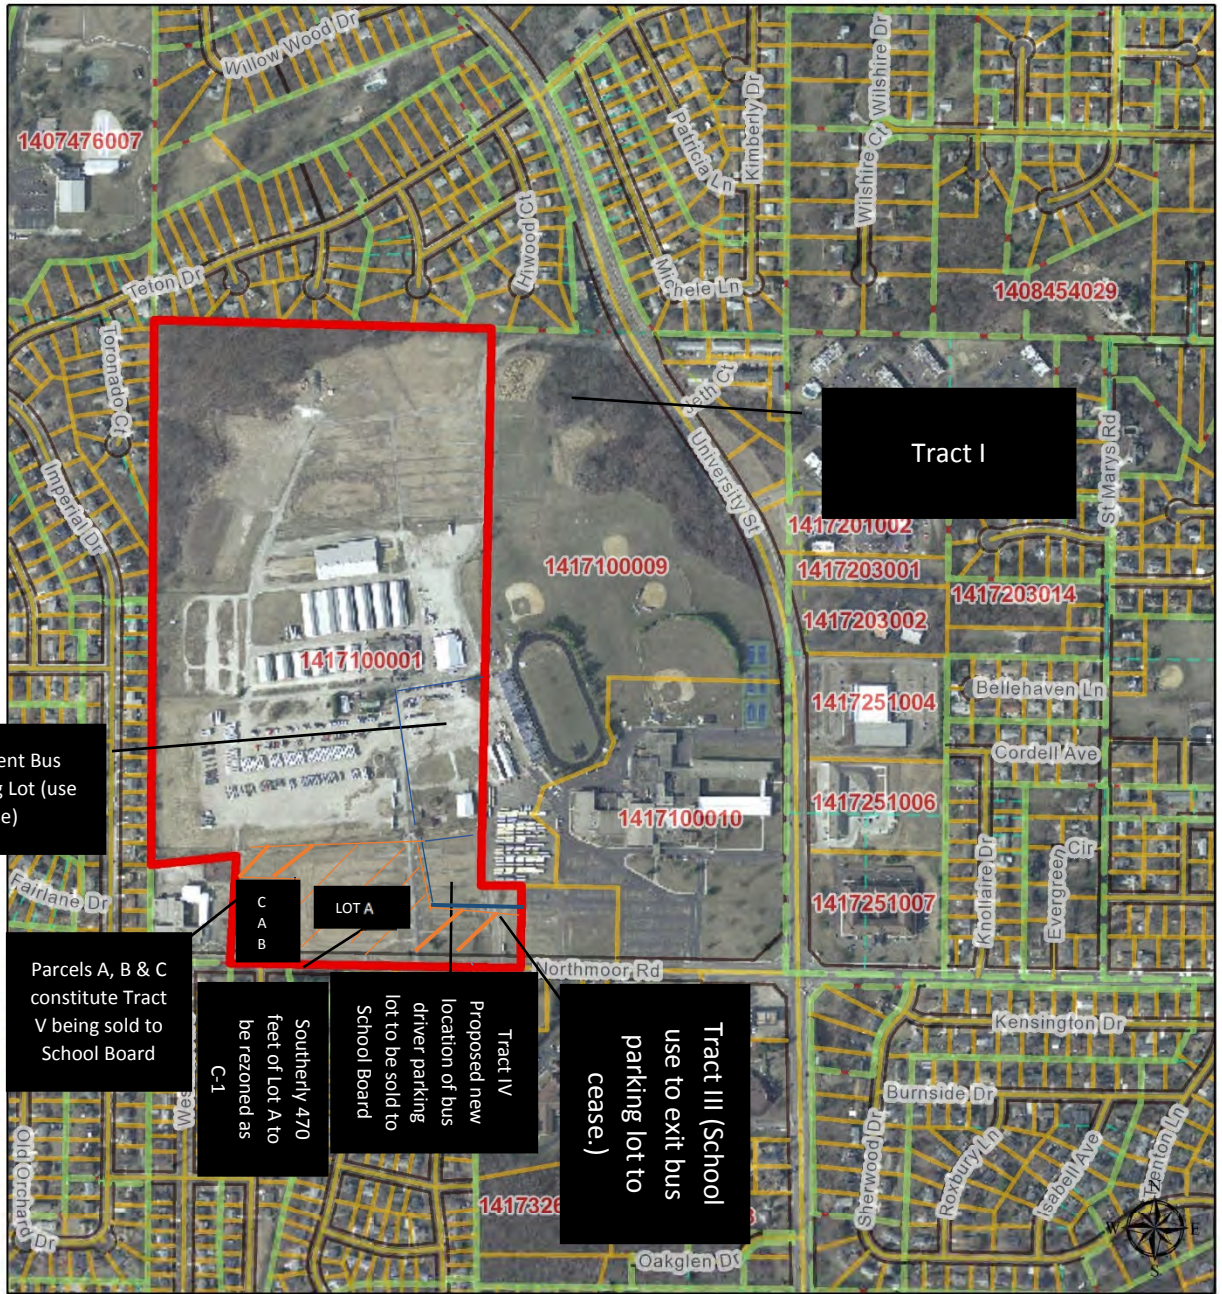 Willow Wood Dr
1407476007
Kimberly Dr
Patricia Ln
Wilshire Dr
Wilshire Ct
Hiwood Ct
Michele Ln
Teton Dr
1408454029
Toronado Ct
Jeth Ct
Tract I
St Marys Rd
Imperial Dr
University St
1417201002
1417100009
1417203001
1417203014
1417203002
1417100001
Bellehaven Ln
1417251004
Cordell Ave
ent Bus
g Lot (use
e)
1417251006
1417100010
Knollaire Dr
Evergreen Cir
Fairlane Dr
1417251007
C
A
B
LOT A
Northmoor Rd
Parcels A, B & C
constitute Tract
V being sold to
School Board
Southerly 470
feet of Lot A to
be rezoned as
C-1
Tract IV
Proposed new
location of bus
driver parking
lot to be sold to
School Board
Tract III (School
use to exit bus
parking lot to
cease.)
Kensington Dr
Burnside Dr
Wes
Old Orchard Dr
Sherwood Dr
Roxbury Ln
Isabell Ave
Trenton Ln
1417326
3
Oakglen Dr
N
W
E
S